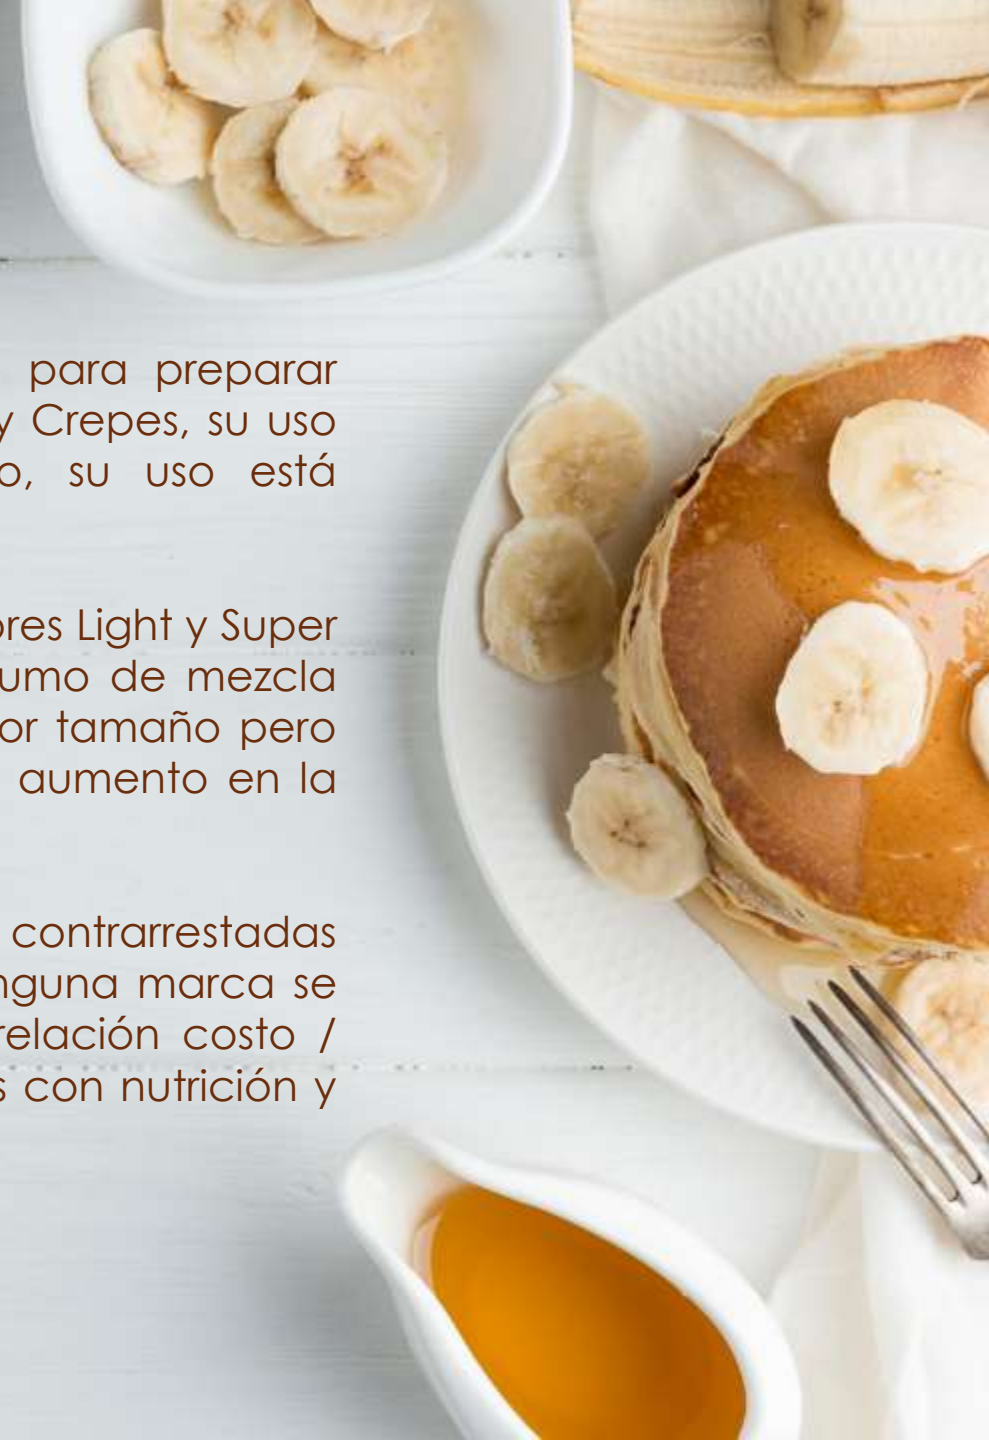 para preparar
y Crepes, su uso
o, su uso está
ores Light y Super
umo de mezcla
or tamaño pero
aumento en la
contrarrestadas
nguna marca se
relación costo /
s con nutrición y